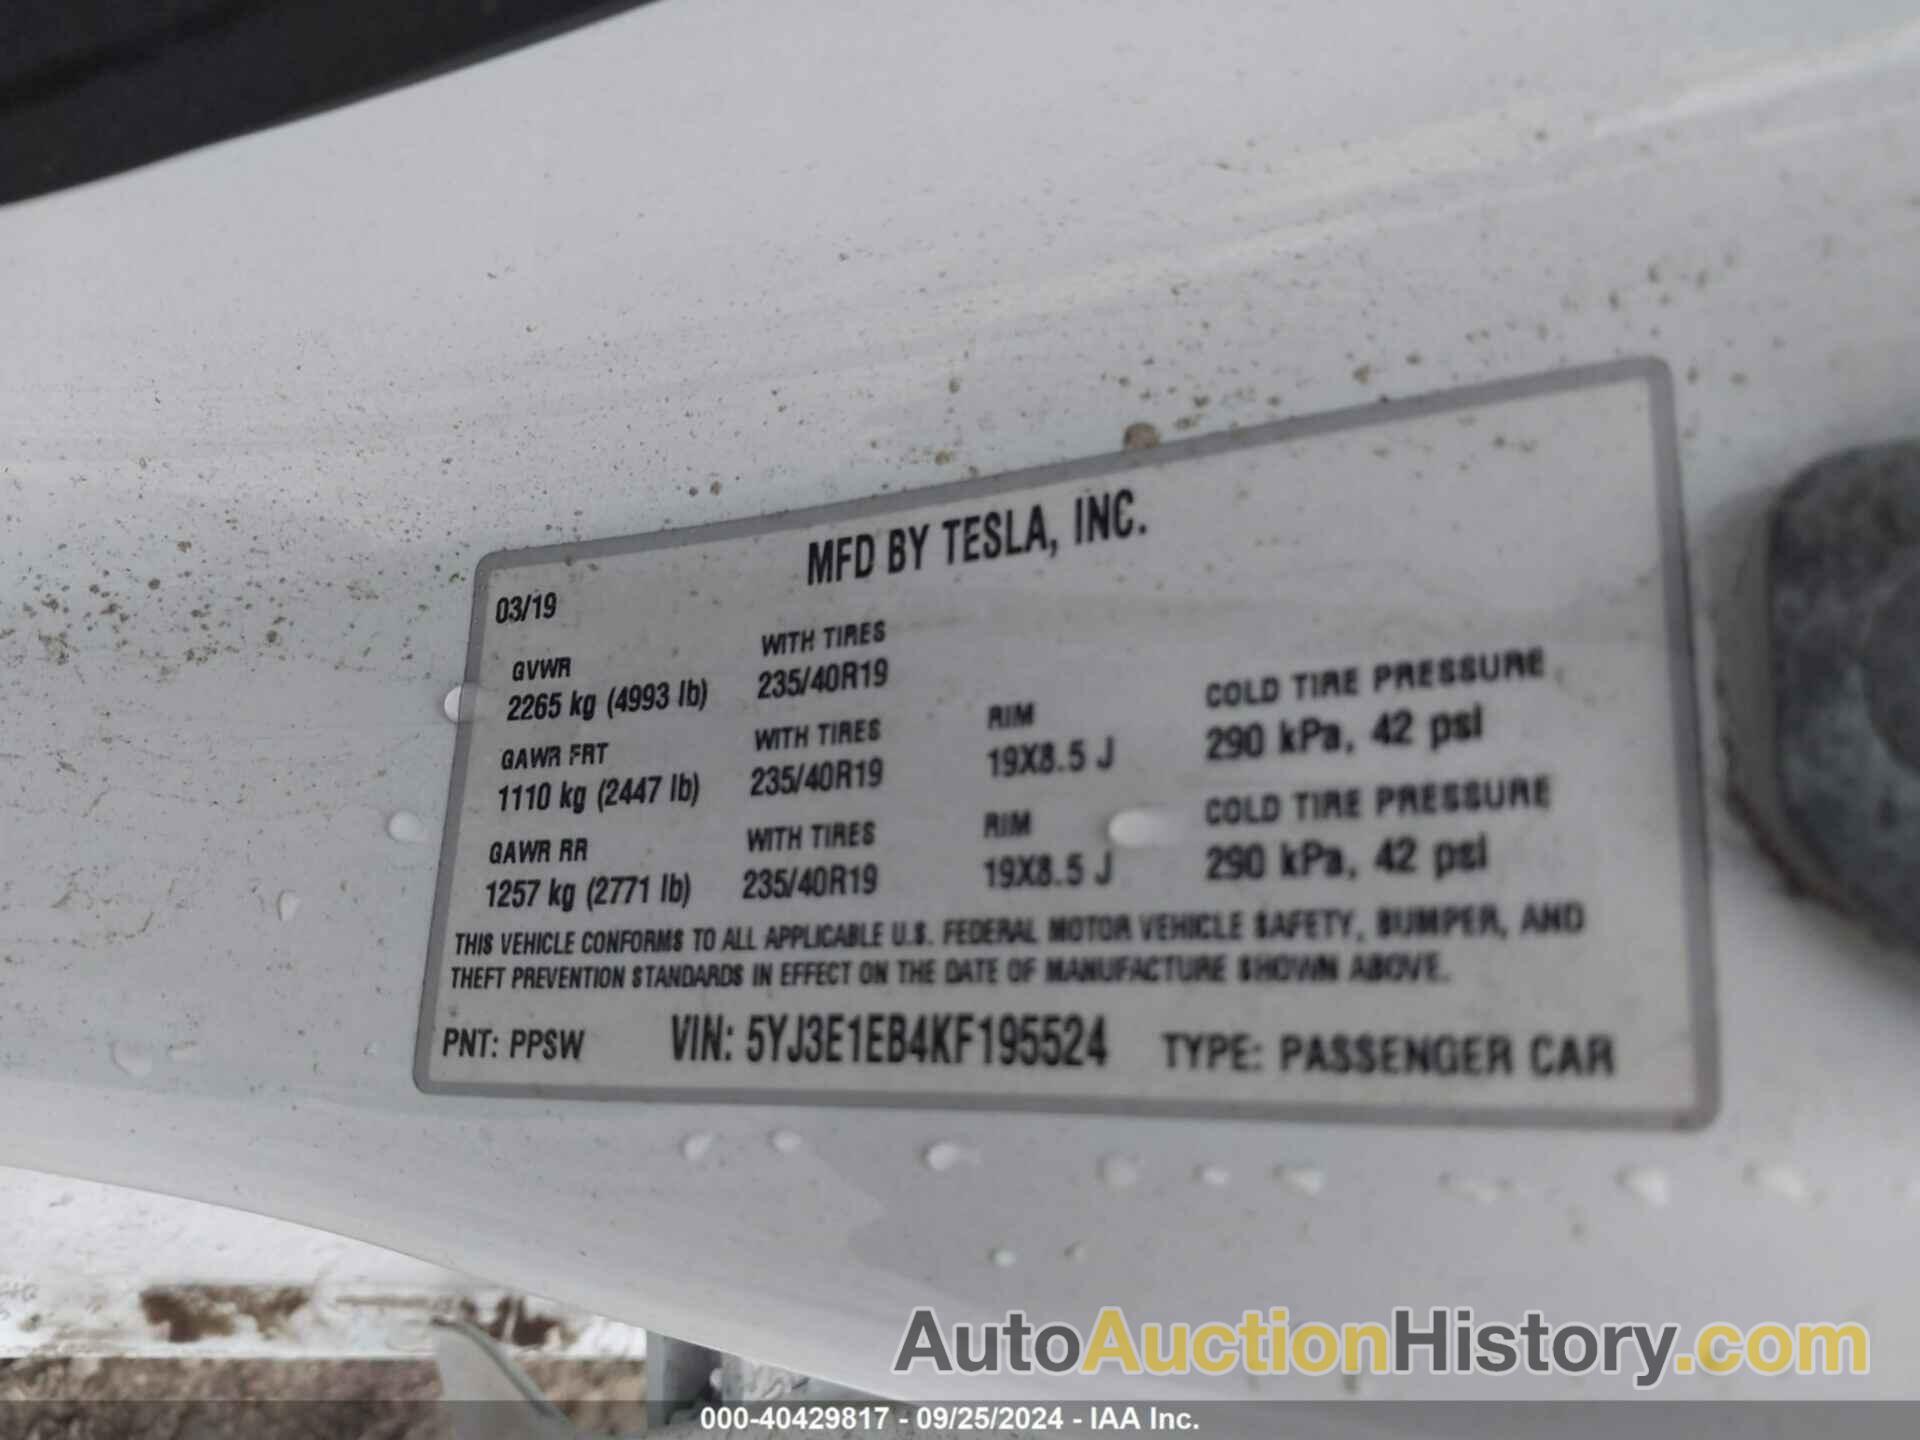 MFD BY TESLA, INC.
03/19
GVWR WITH TIRES
2265 kg (4993 lb) 235/40R19
GAWR FRT WITH TIRES RIM COLD TIRE PRESSURE
1110 kg (2447 lb) 235/40R19 19X8.5 J 290 kPa, 42 psi
GAWR RR WITH TIRES RIM COLD TIRE PRESSURE
1257 kg (2771 lb) 235/40R19 19X8.5 J 290 kPa, 42 psi
THIS VEHICLE CONFORMS TO ALL APPLICABLE U.S. FEDERAL MOTOR VEHICLE SAFETY, BUMPER, AND
THEFT PREVENTION STANDARDS IN EFFECT ON THE DATE OF MANUFACTURE SHOWN ABOVE.
PNT: PPSW VIN: 5YJ3E1EB4KF195524 TYPE: PASSENGER CAR
AutoAuctionHistory.com
000-40429817 - 09/25/2024 - IAA Inc.